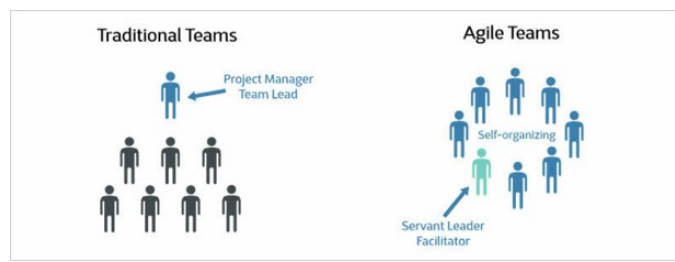 Traditional Teams
Project Manager
Team Lead
Agile Teams
Self-organizing
Servant Leader
Facilitator